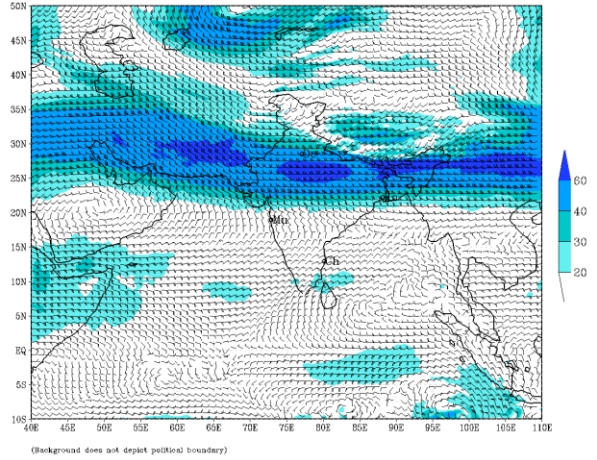 50N
45N
40N
35N
30N
25N
20N
15N
10N
5N
EQ
5S
10S
40E 45E 50E 55E 60E 65E 70E 75E 80E 85E 90E 95E 100E 105E 110E
Mu
Ch
60
40
30
20
(Background does not depict political boundary)